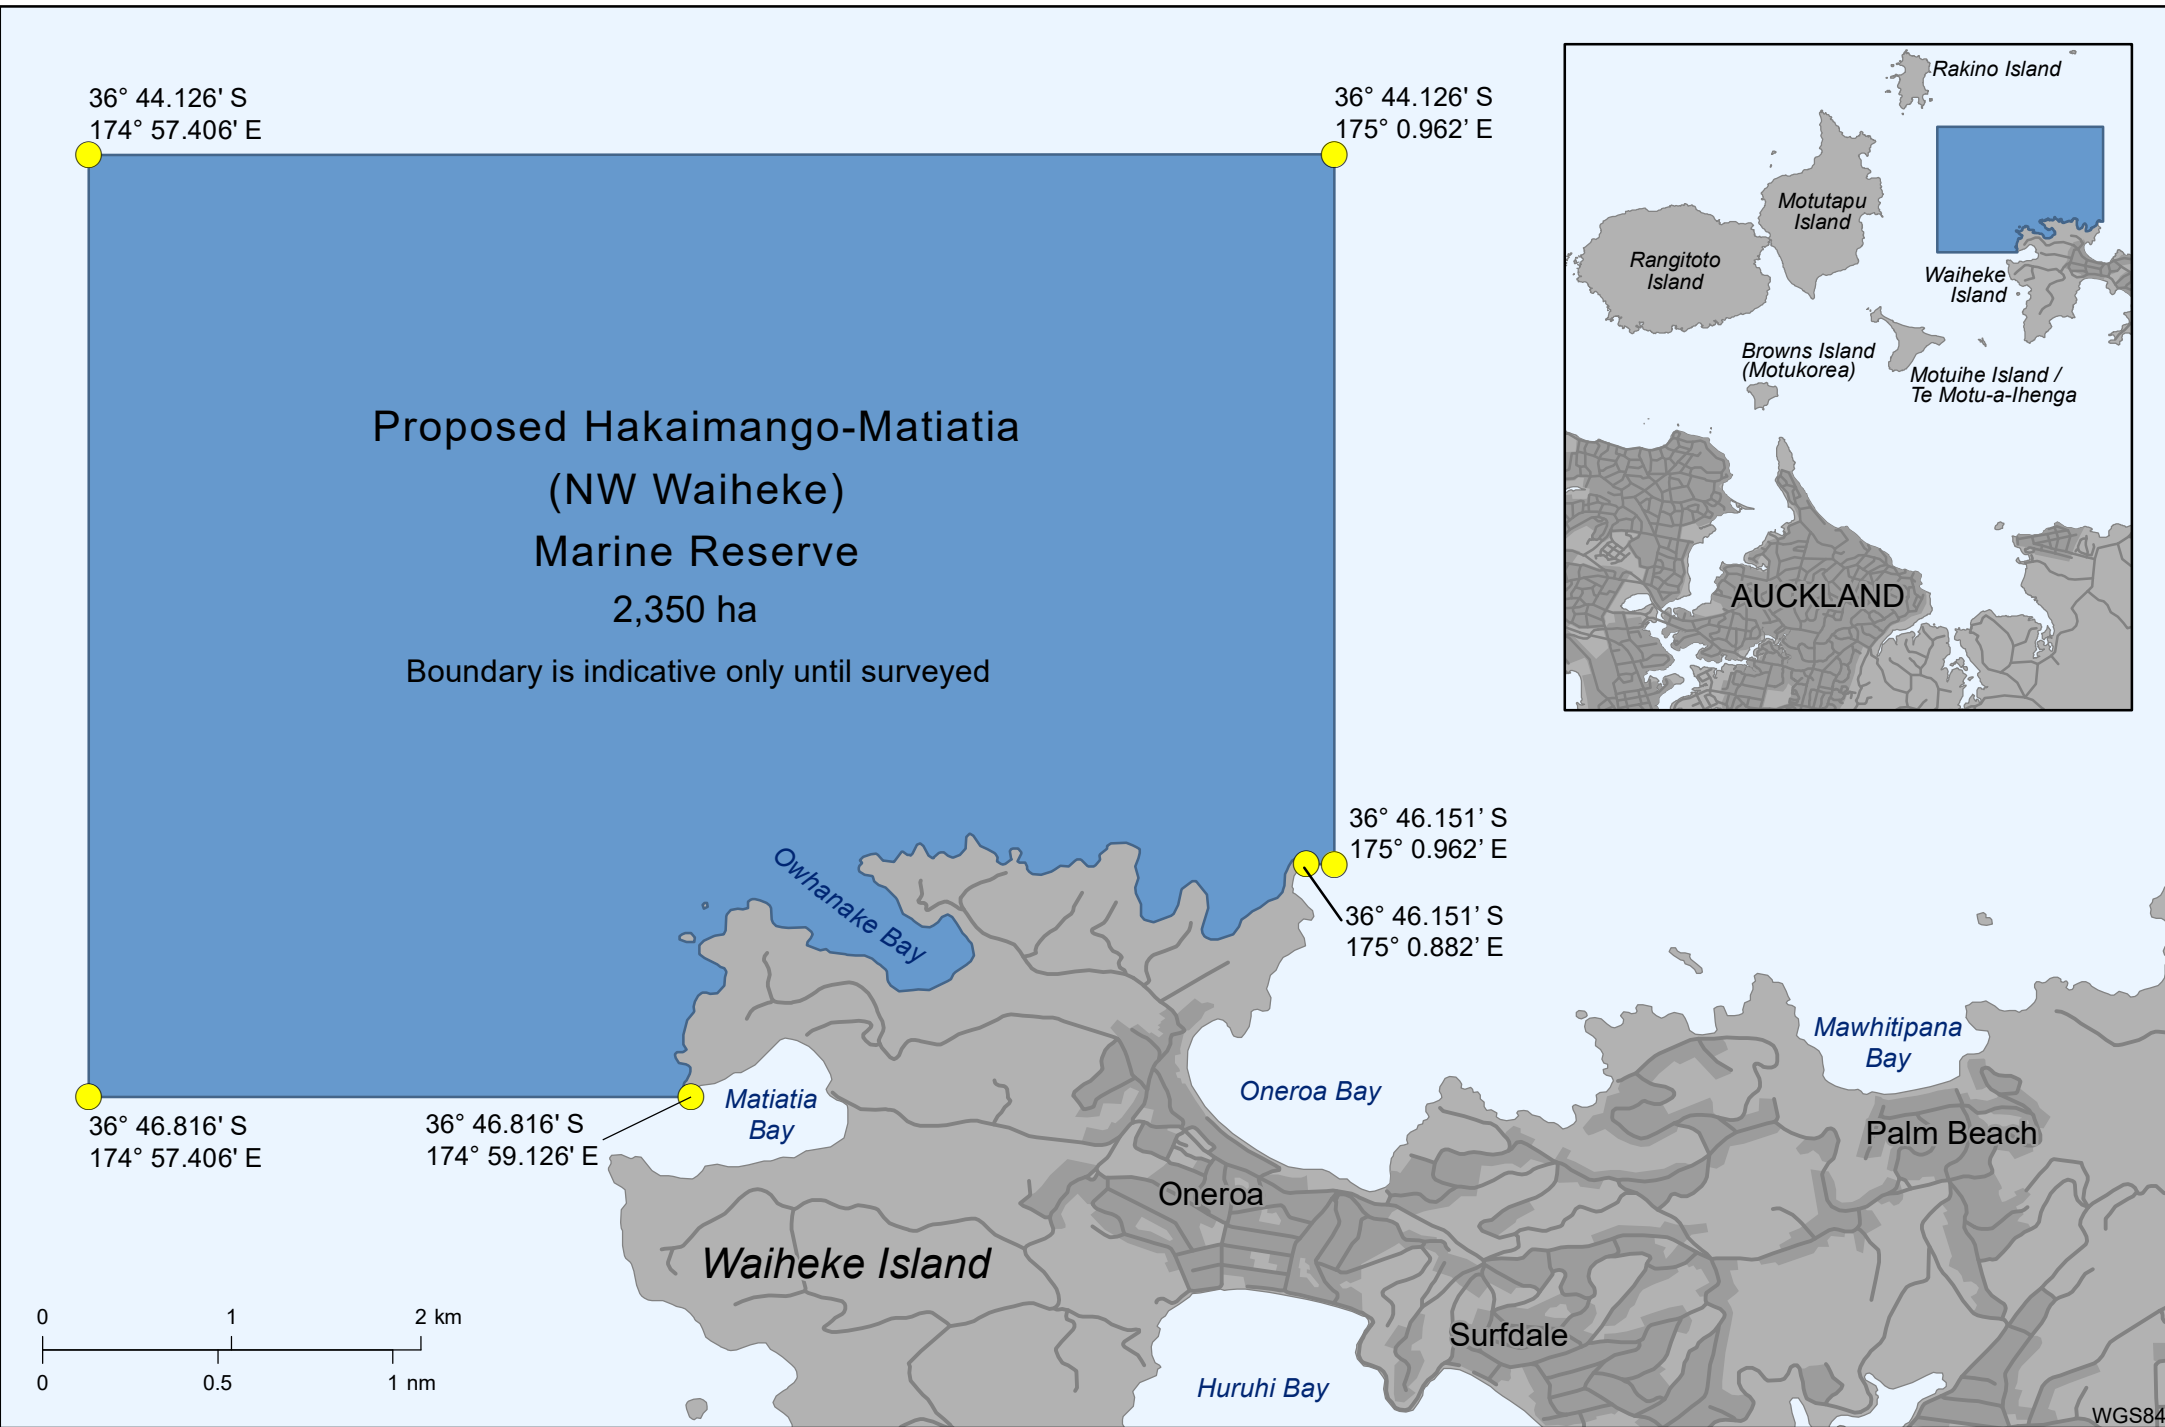 36° 44.126' S
174° 57.406' E
36° 44.126' S
175° 0.962’ E
Rakino Island
Motutapu
Island
Rangitoto
Island
Waiheke
Island
Browns Island
(Motukorea)
Motuihe Island /
Te Motu-a-Ihenga
AUCKLAND
Proposed Hakaimango-Matiatia
(NW Waiheke)
Marine Reserve
2,350 ha
Boundary is indicative only until surveyed
36° 46.151’ S
175° 0.962’ E
Owhanake Bay
36° 46.151’ S
175° 0.882’ E
Mawhitipana
Bay
Oneroa Bay
Matiatia
Bay
36° 46.816' S
174° 57.406' E
36° 46.816' S
174° 59.126' E
Palm Beach
Oneroa
Waiheke Island
Surfdale
Huruhi Bay
0 1 2 km
0 0.5 1 nm
WGS84